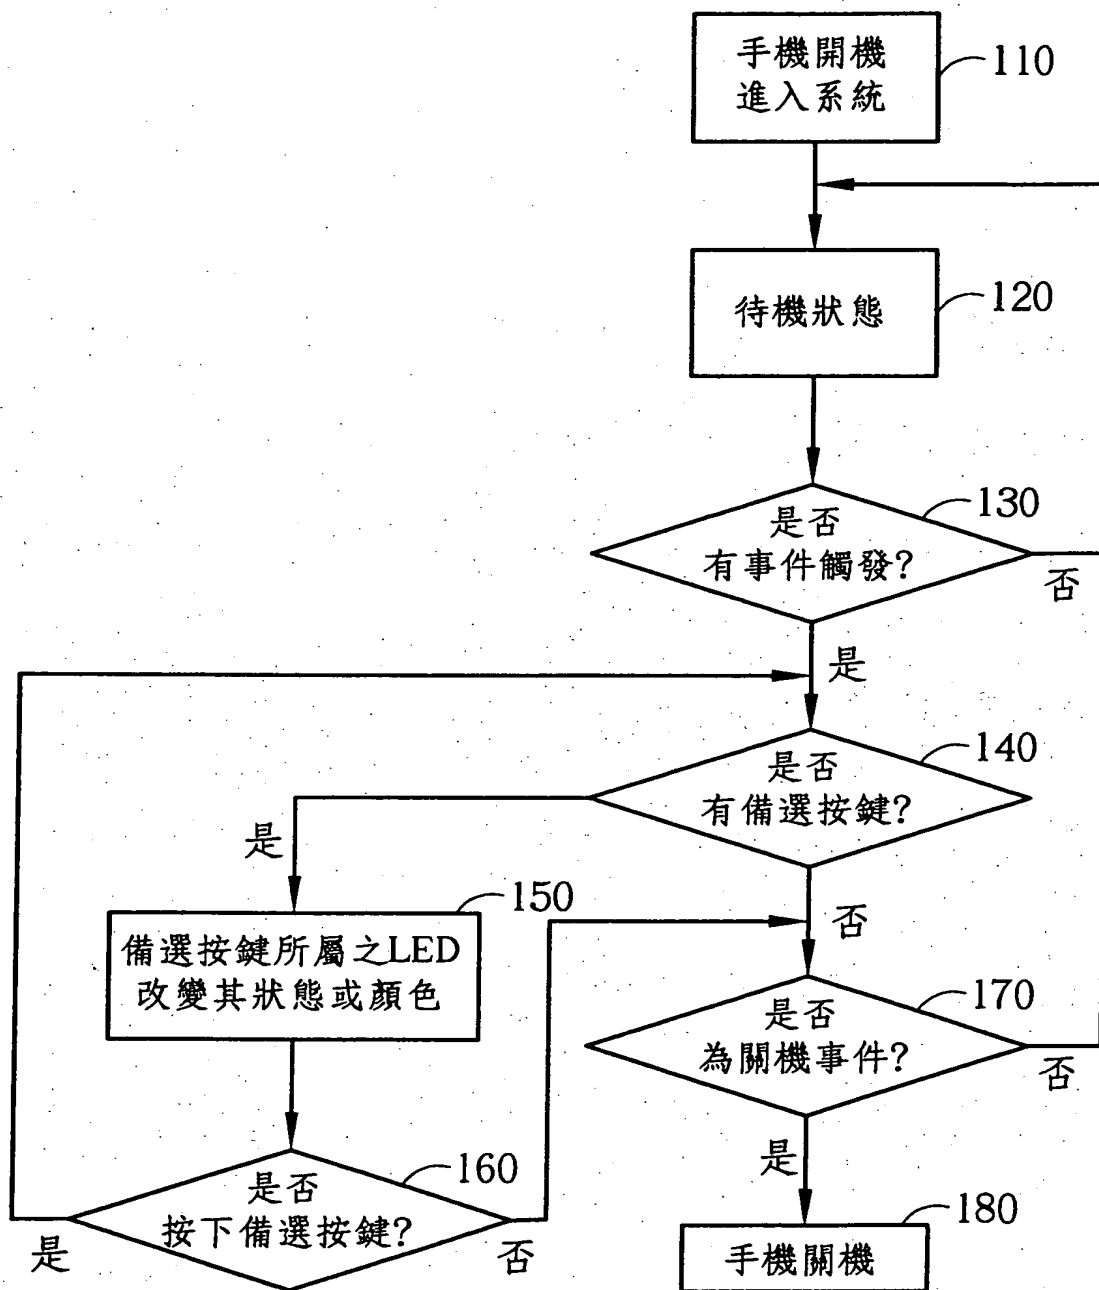 手機開機
進入系統
110
待機狀態
120
是否
有事件觸發?
130
否
是
是否
有備選按鍵?
140
是
否
備選按鍵所屬之LED
改變其狀態或顏色
150
是否
為關機事件?
170
否
是
是否
按下備選按鍵?
160
是
否
手機關機
180